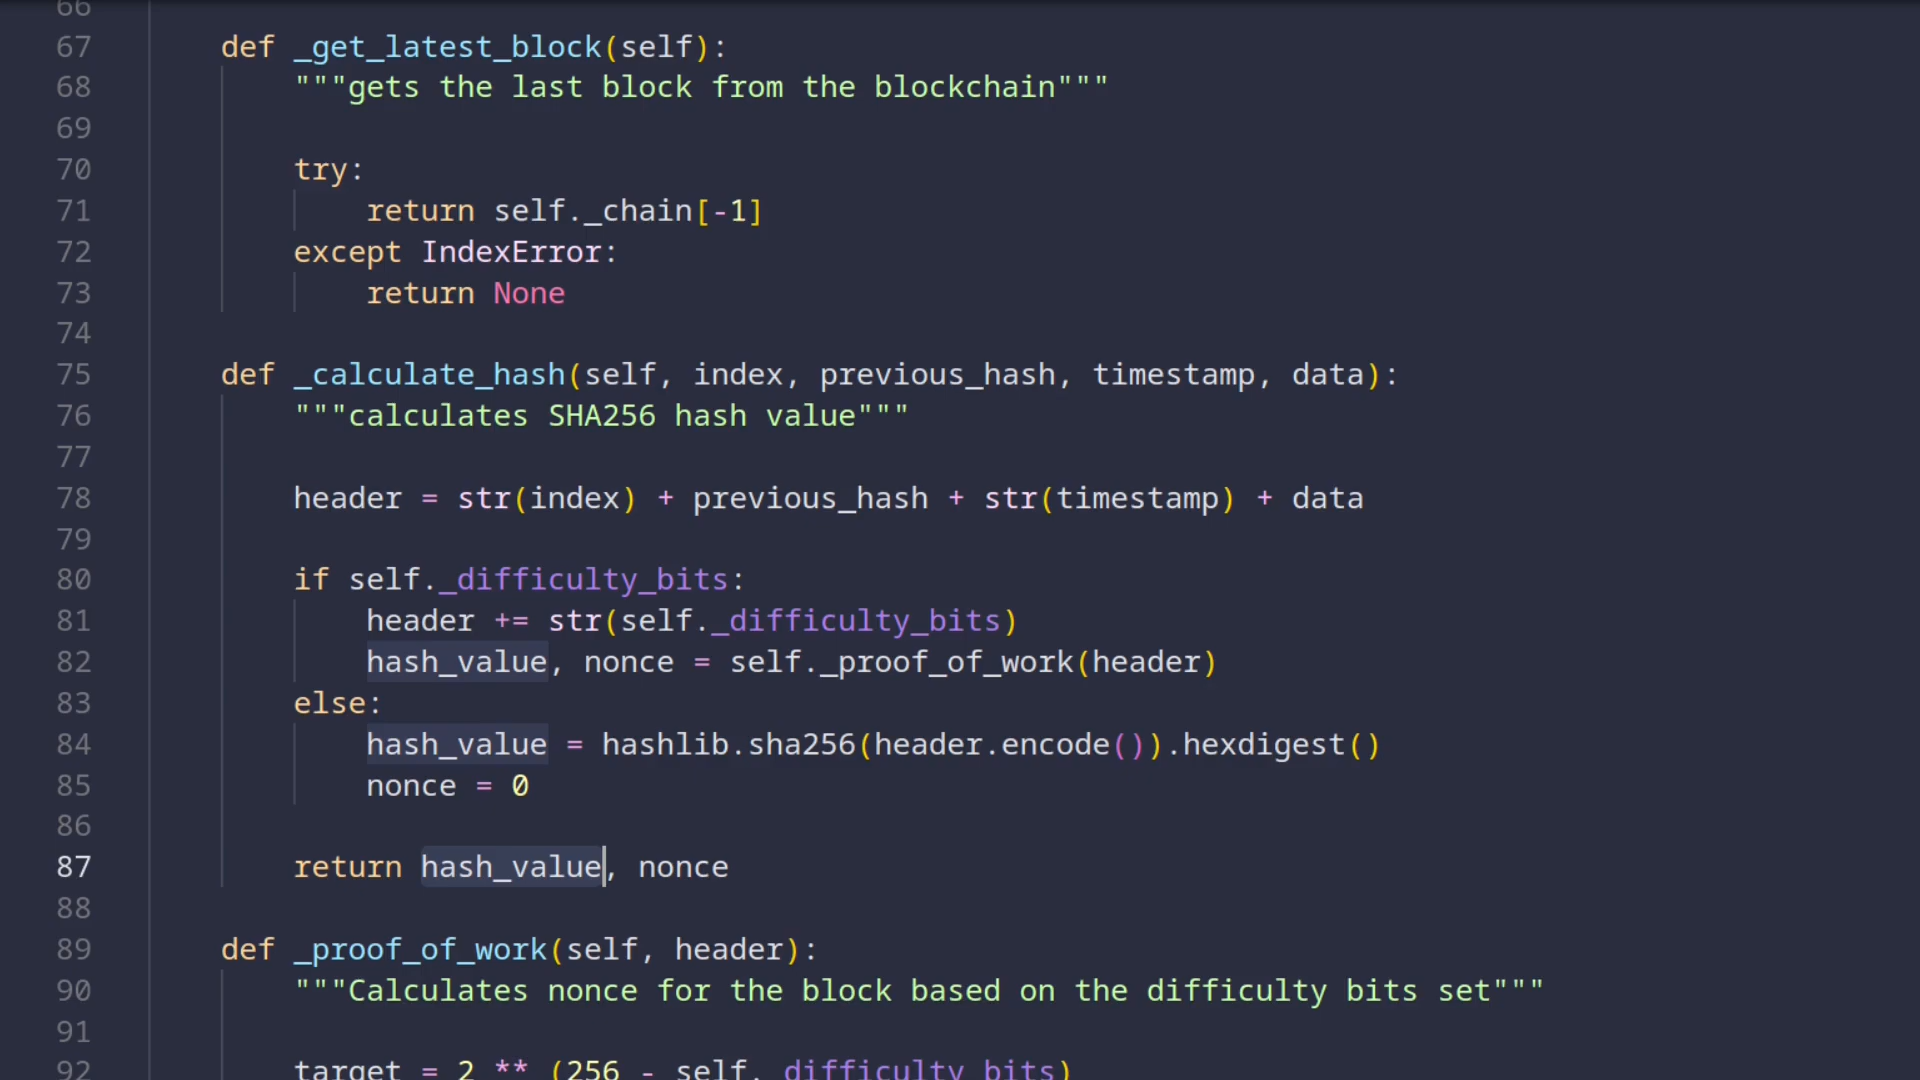 66
67 def _get_latest_block(self):
68 """gets the last block from the blockchain"""
69
70 try:
71 return self._chain[-1]
72 except IndexError:
73 return None
74
75 def _calculate_hash(self, index, previous_hash, timestamp, data):
76 """calculates SHA256 hash value"""
77
78 header = str(index) + previous_hash + str(timestamp) + data
79
80 if self._difficulty_bits:
81 header += str(self._difficulty_bits)
82 hash_value, nonce = self._proof_of_work(header)
83 else:
84 hash_value = hashlib.sha256(header.encode()).hexdigest()
85 nonce = 0
86
87 return hash_value, nonce
88
89 def _proof_of_work(self, header):
90 """Calculates nonce for the block based on the difficulty bits set"""
91
92 target = 2 ** (256 - self._difficulty_bits)